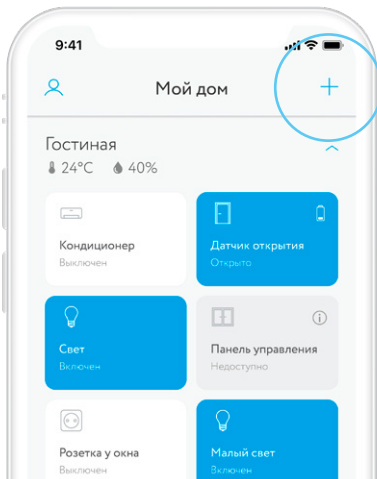 9:41
Мой дом
Гостиная
24°C 40%
Кондиционер
Выключен
Датчик открытия
Открыто
Свет
Включен
Панель управления
Недоступно
Розетка у окна
Выключен
Малый свет
Включен